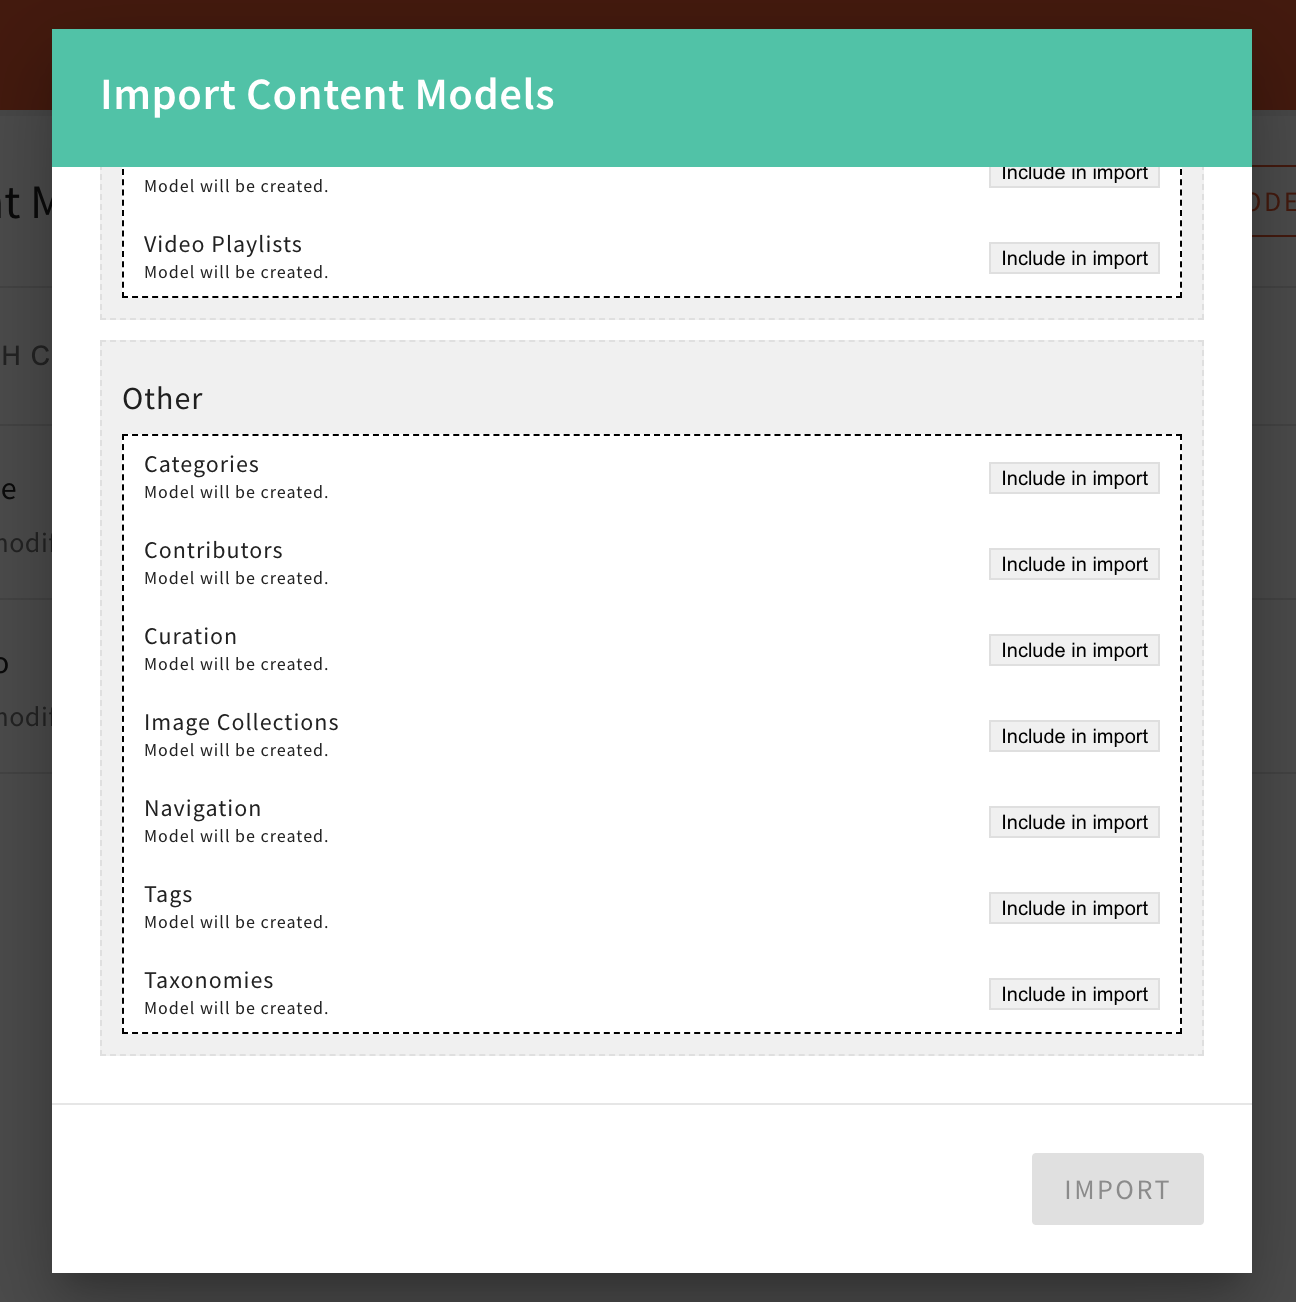 Import Content Models
Model will be created.
Include in import
Video Playlists
Model will be created.
Include in import
Other
Categories
Model will be created.
Include in import
Contributors
Model will be created.
Include in import
Curation
Model will be created.
Include in import
Image Collections
Model will be created.
Include in import
Navigation
Model will be created.
Include in import
Tags
Model will be created.
Include in import
Taxonomies
Model will be created.
Include in import
IMPORT